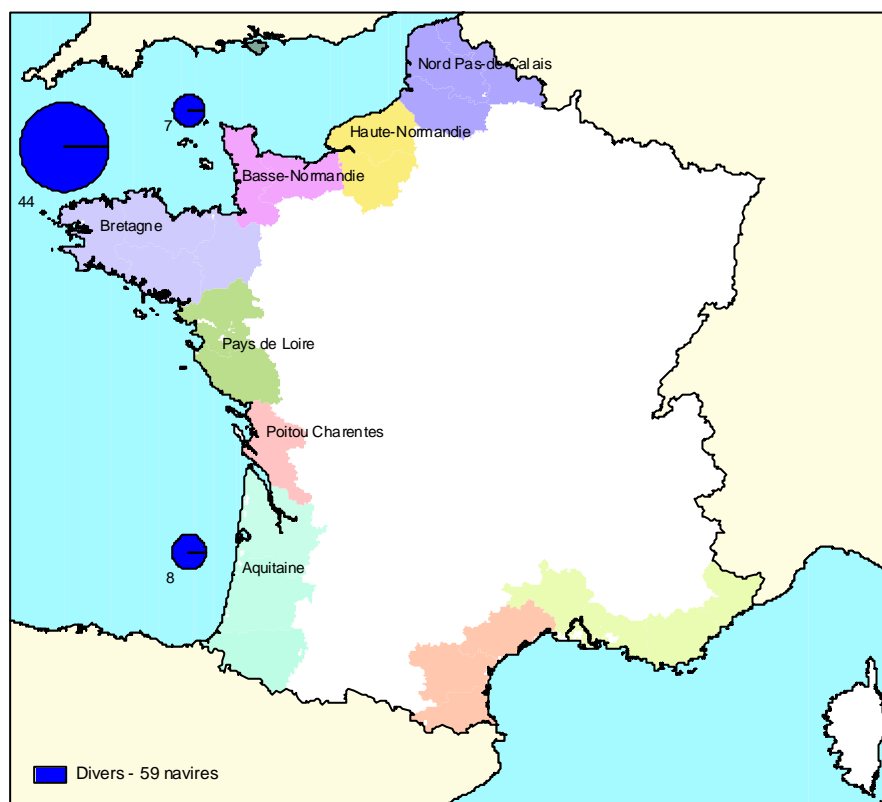 Nord Pas-de-Calais
7
Haute-Normandie
Basse-Normandie
44
Bretagne
Pays de Loire
Poitou Charentes
Aquitaine
8
Divers - 59 navires